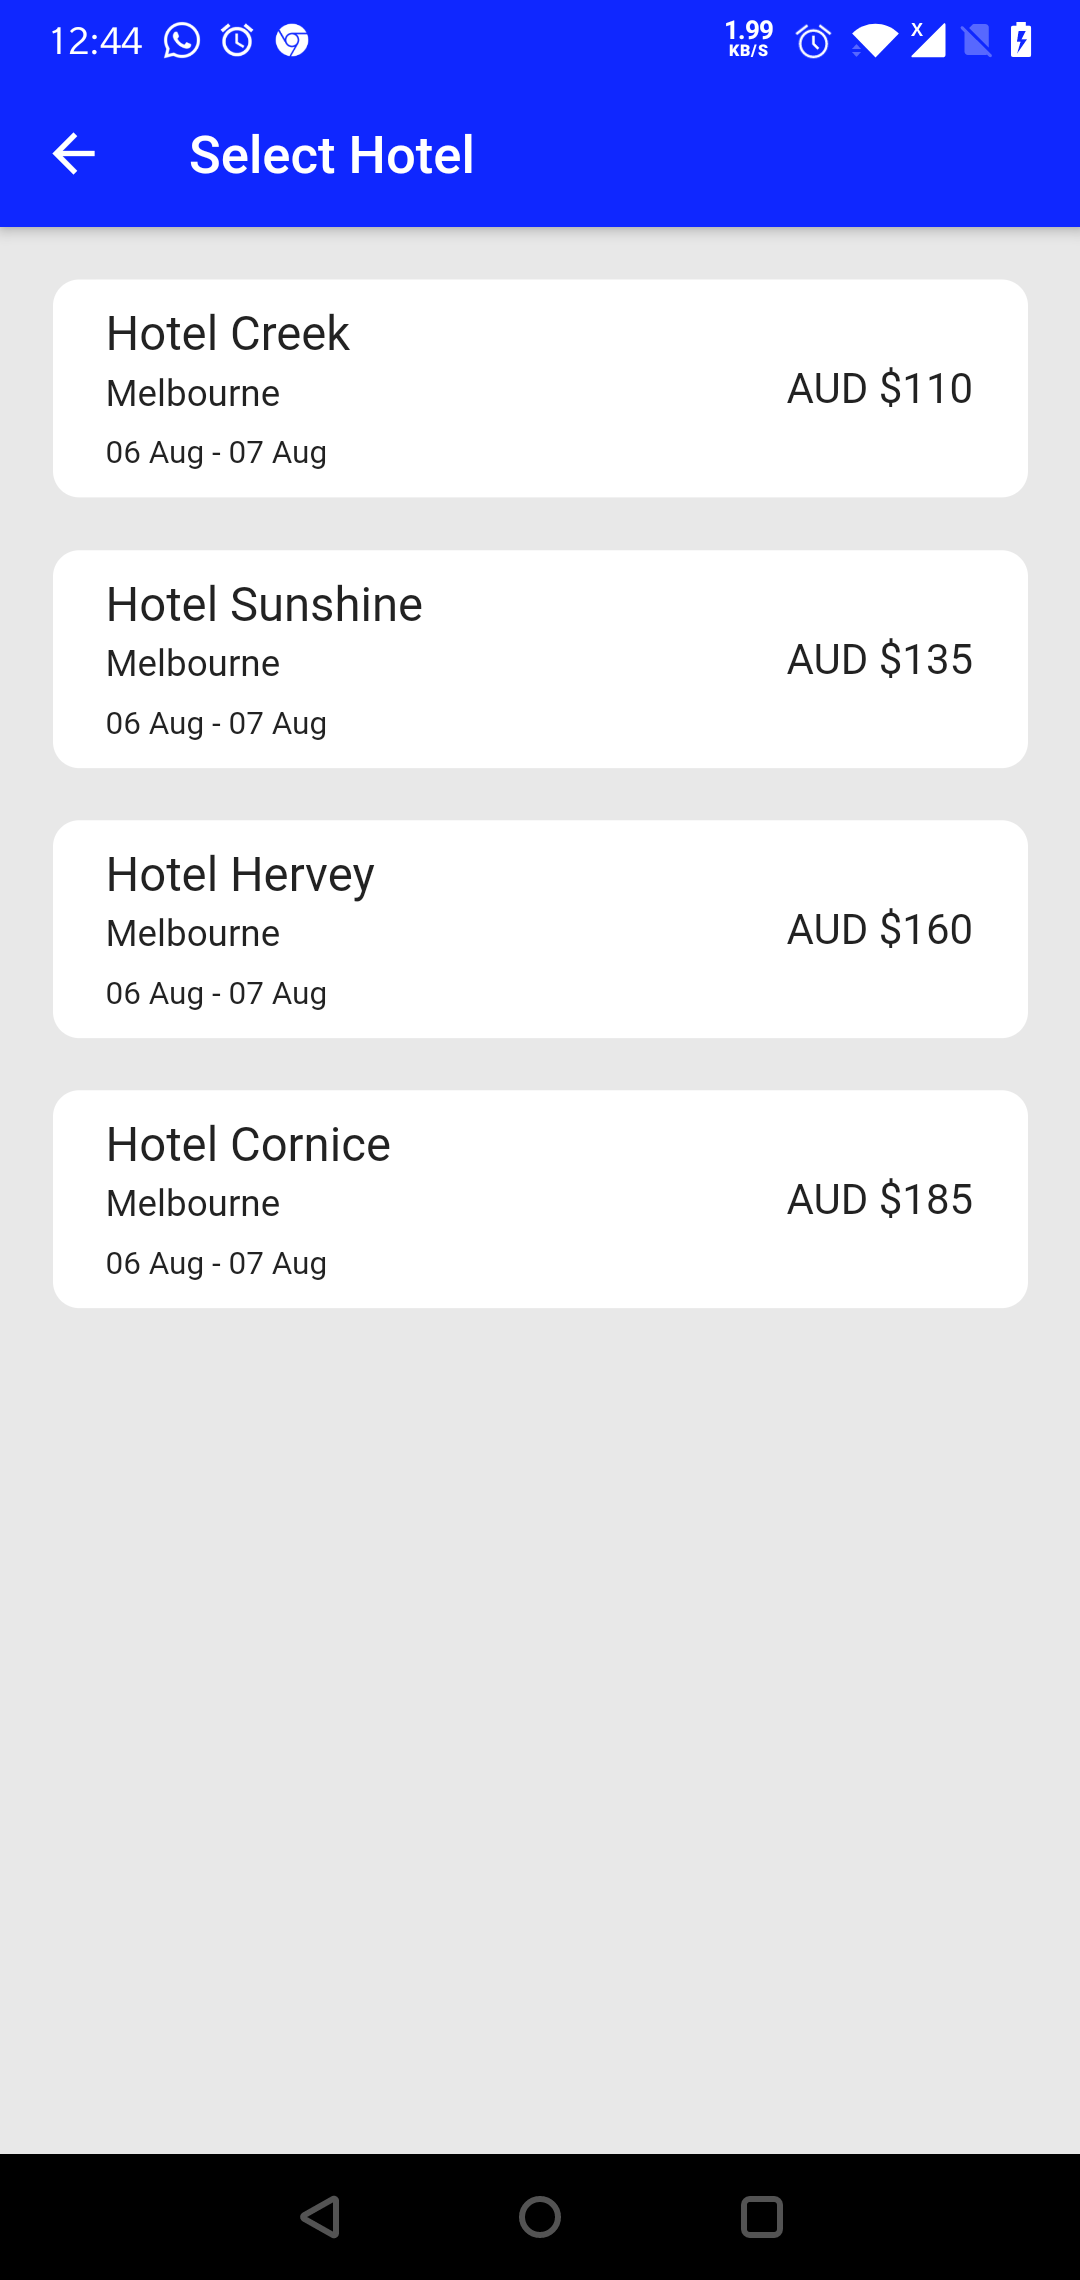 12:44
1.99
KB/S
X
Select Hotel
Hotel Creek
Melbourne
AUD $110
06 Aug - 07 Aug
Hotel Sunshine
Melbourne
AUD $135
06 Aug - 07 Aug
Hotel Hervey
Melbourne
AUD $160
06 Aug - 07 Aug
Hotel Cornice
Melbourne
AUD $185
06 Aug - 07 Aug